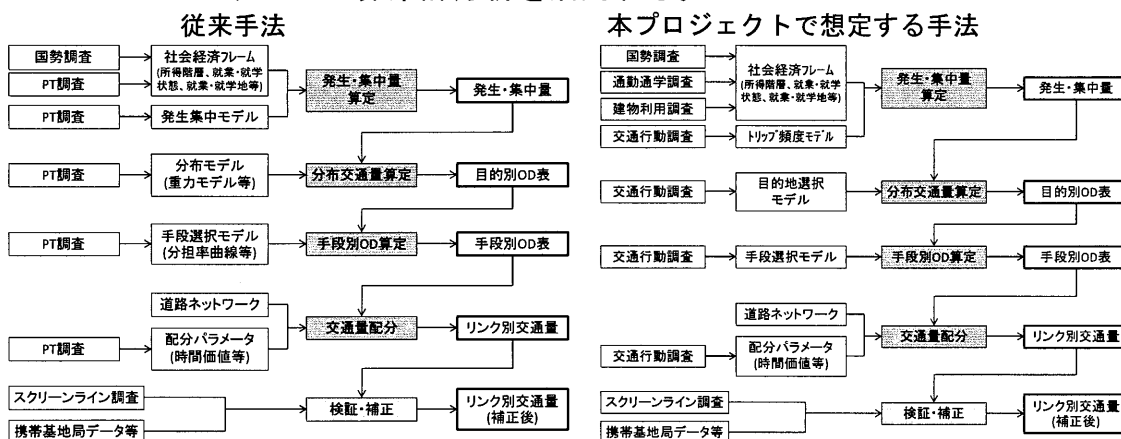 従来手法
国勢調査
PT調査
PT調査
社会経済フレーム
(所得階層、就業・就学
状態、就業・就学地等)
発生集中モデル
発生・集中量
算定
発生・集中量
PT調査
分布モデル
(重力モデル等)
分布交通量算定
目的別OD表
PT調査
手段選択モデル
(分担率曲線等)
手段別OD算定
手段別OD表
道路ネットワーク
PT調査
配分パラメータ
(時間価値等)
交通量配分
リンク別交通量
スクリーンライン調査
携帯基地局データ等
検証・補正
リンク別交通量
(補正後)
本プロジェクトで想定する手法
国勢調査
通勤通学調査
建物利用調査
交通行動調査
社会経済フレーム
(所得階層、就業・就学
状態、就業・就学地等)
トリップ頻度モデル
発生・集中量
算定
発生・集中量
交通行動調査
目的地選択
モデル
分布交通量算定
目的別OD表
交通行動調査
手段選択モデル
手段別OD算定
手段別OD表
道路ネットワーク
交通行動調査
配分パラメータ
(時間価値等)
交通量配分
リンク別交通量
スクリーンライン調査
携帯基地局データ等
検証・補正
リンク別交通量
(補正後)